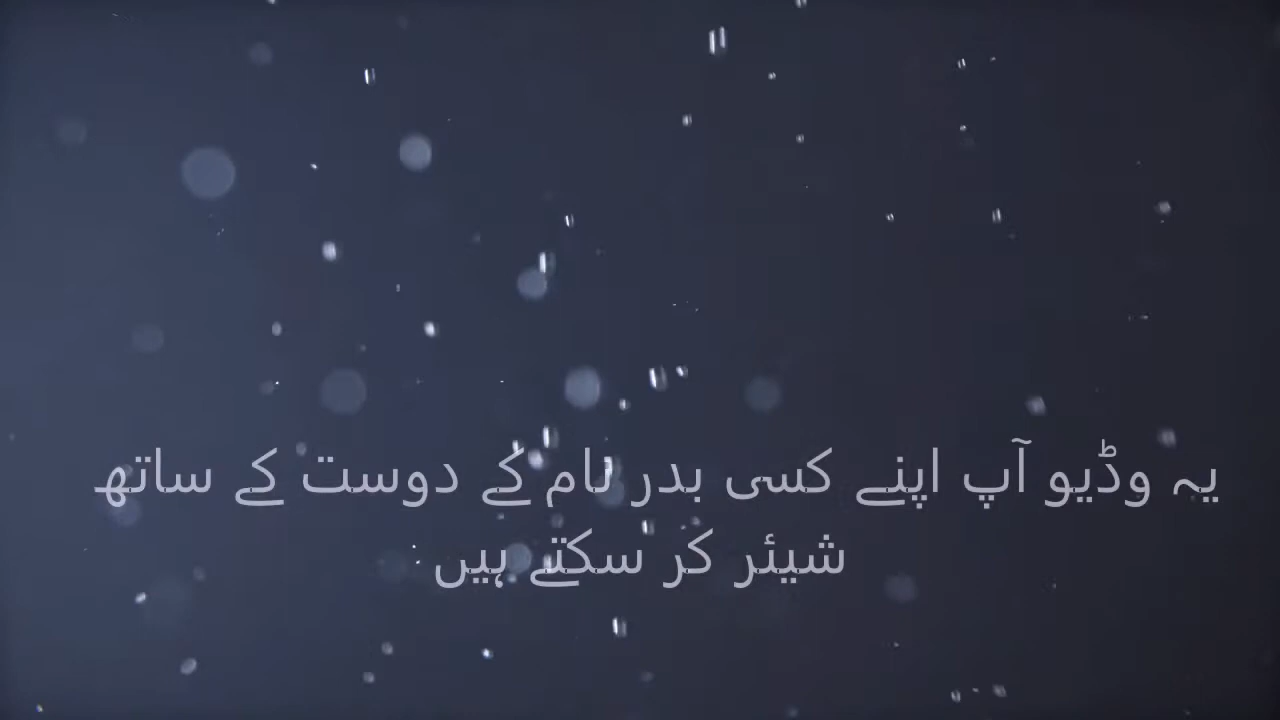 یہ وڈیو آپ اپنے کسی بدر نام کے دوست کے ساتھ
شیئر کر سکتے ہیں